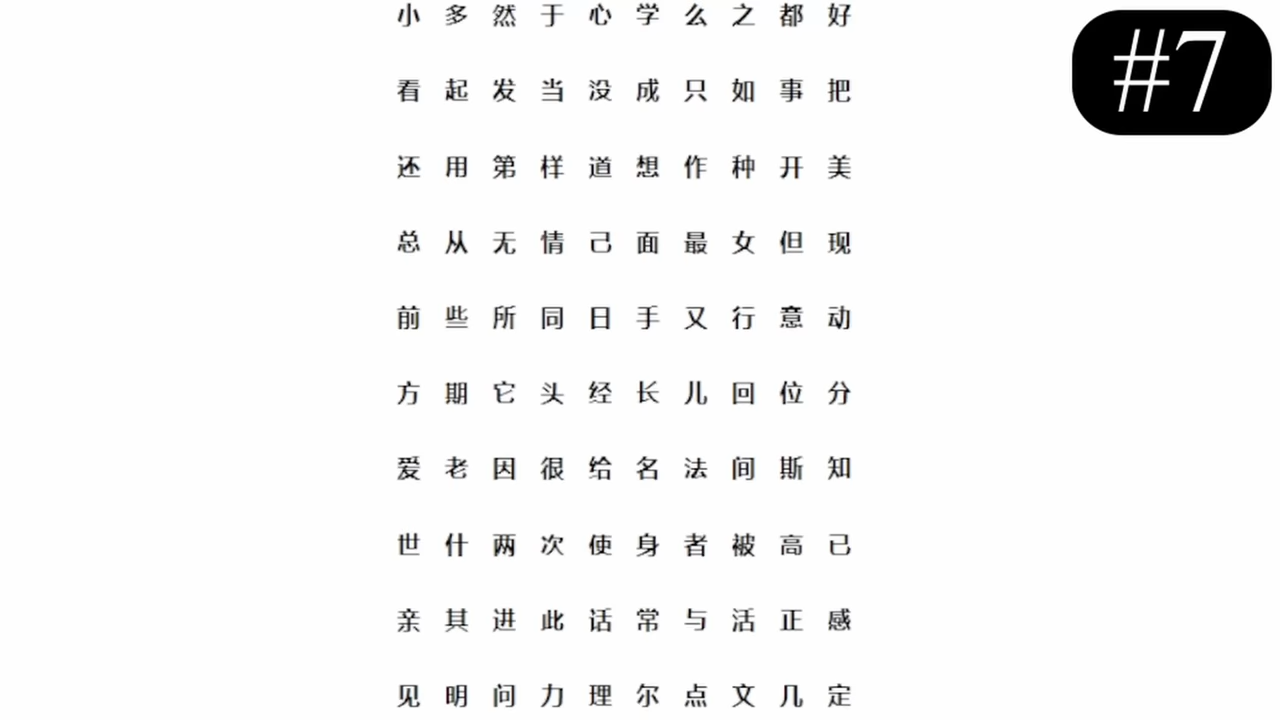 小 多 然 于 心 学 么 之 都 好
#7
看 起 发 当 没 成 只 如 事 把
还 用 第 样 道 想 作 种 开 美
总 从 无 情 己 面 最 女 但 现
前 些 所 同 日 手 又 行 意 动
方 期 它 头 经 长 儿 回 位 分
爱 老 因 很 给 名 法 间 斯 知
世 什 两 次 使 身 者 被 高 已
亲 其 进 此 话 常 与 活 正 感
见 明 问 力 理 尔 点 文 几 定